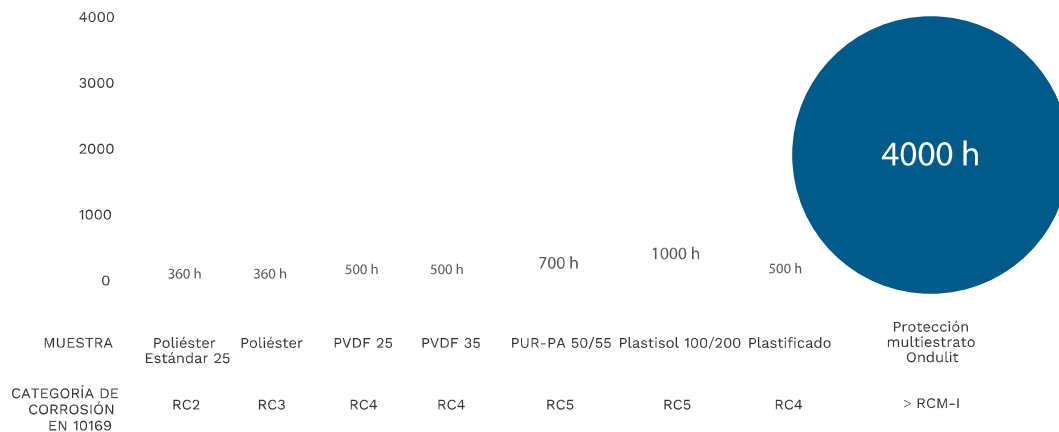 4000
3000
2000
1000
0
360 h
360 h
500 h
500 h
700 h
1000 h
500 h
4000 h
MUESTRA
Poliéster
Estándar 25
Poliéster
PVDF 25
PVDF 35
PUR-PA 50/55
Plastisol 100/200
Plastificado
Protección
multiestrato
Ondulit
CATEGORÍA DE
CORROSIÓN
EN 10169
RC2
RC3
RC4
RC4
RC5
RC5
RC4
> RCM-I